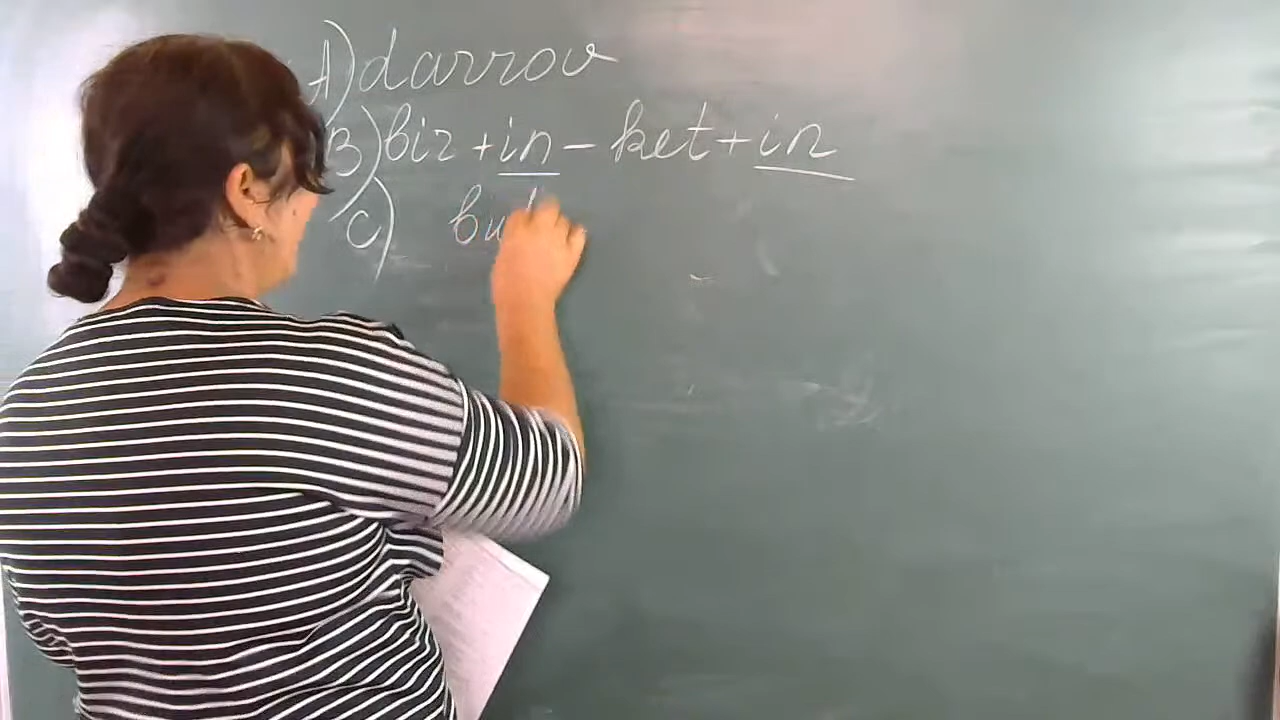 A) darrov
B) bir + in - ket + in
C)